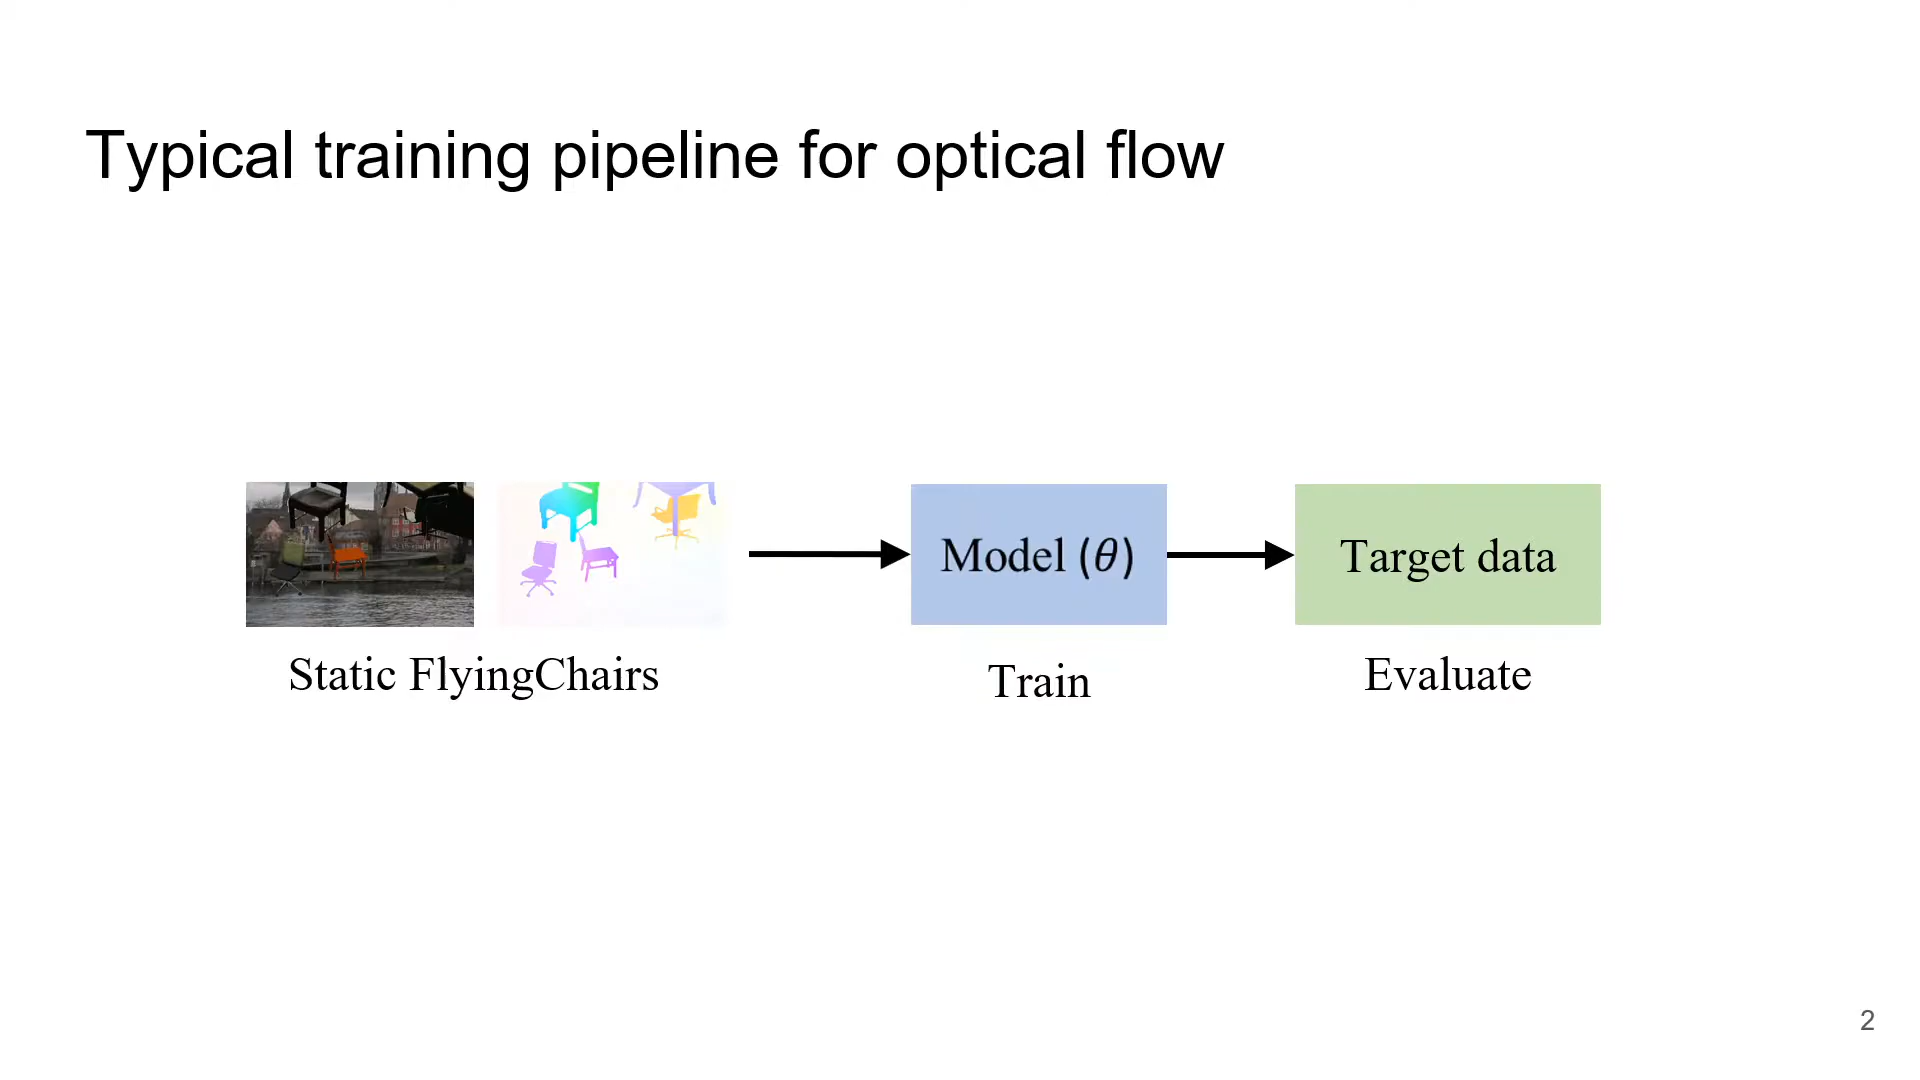 Typical training pipeline for optical flow
Model (θ)
Target data
Static FlyingChairs
Train
Evaluate
2